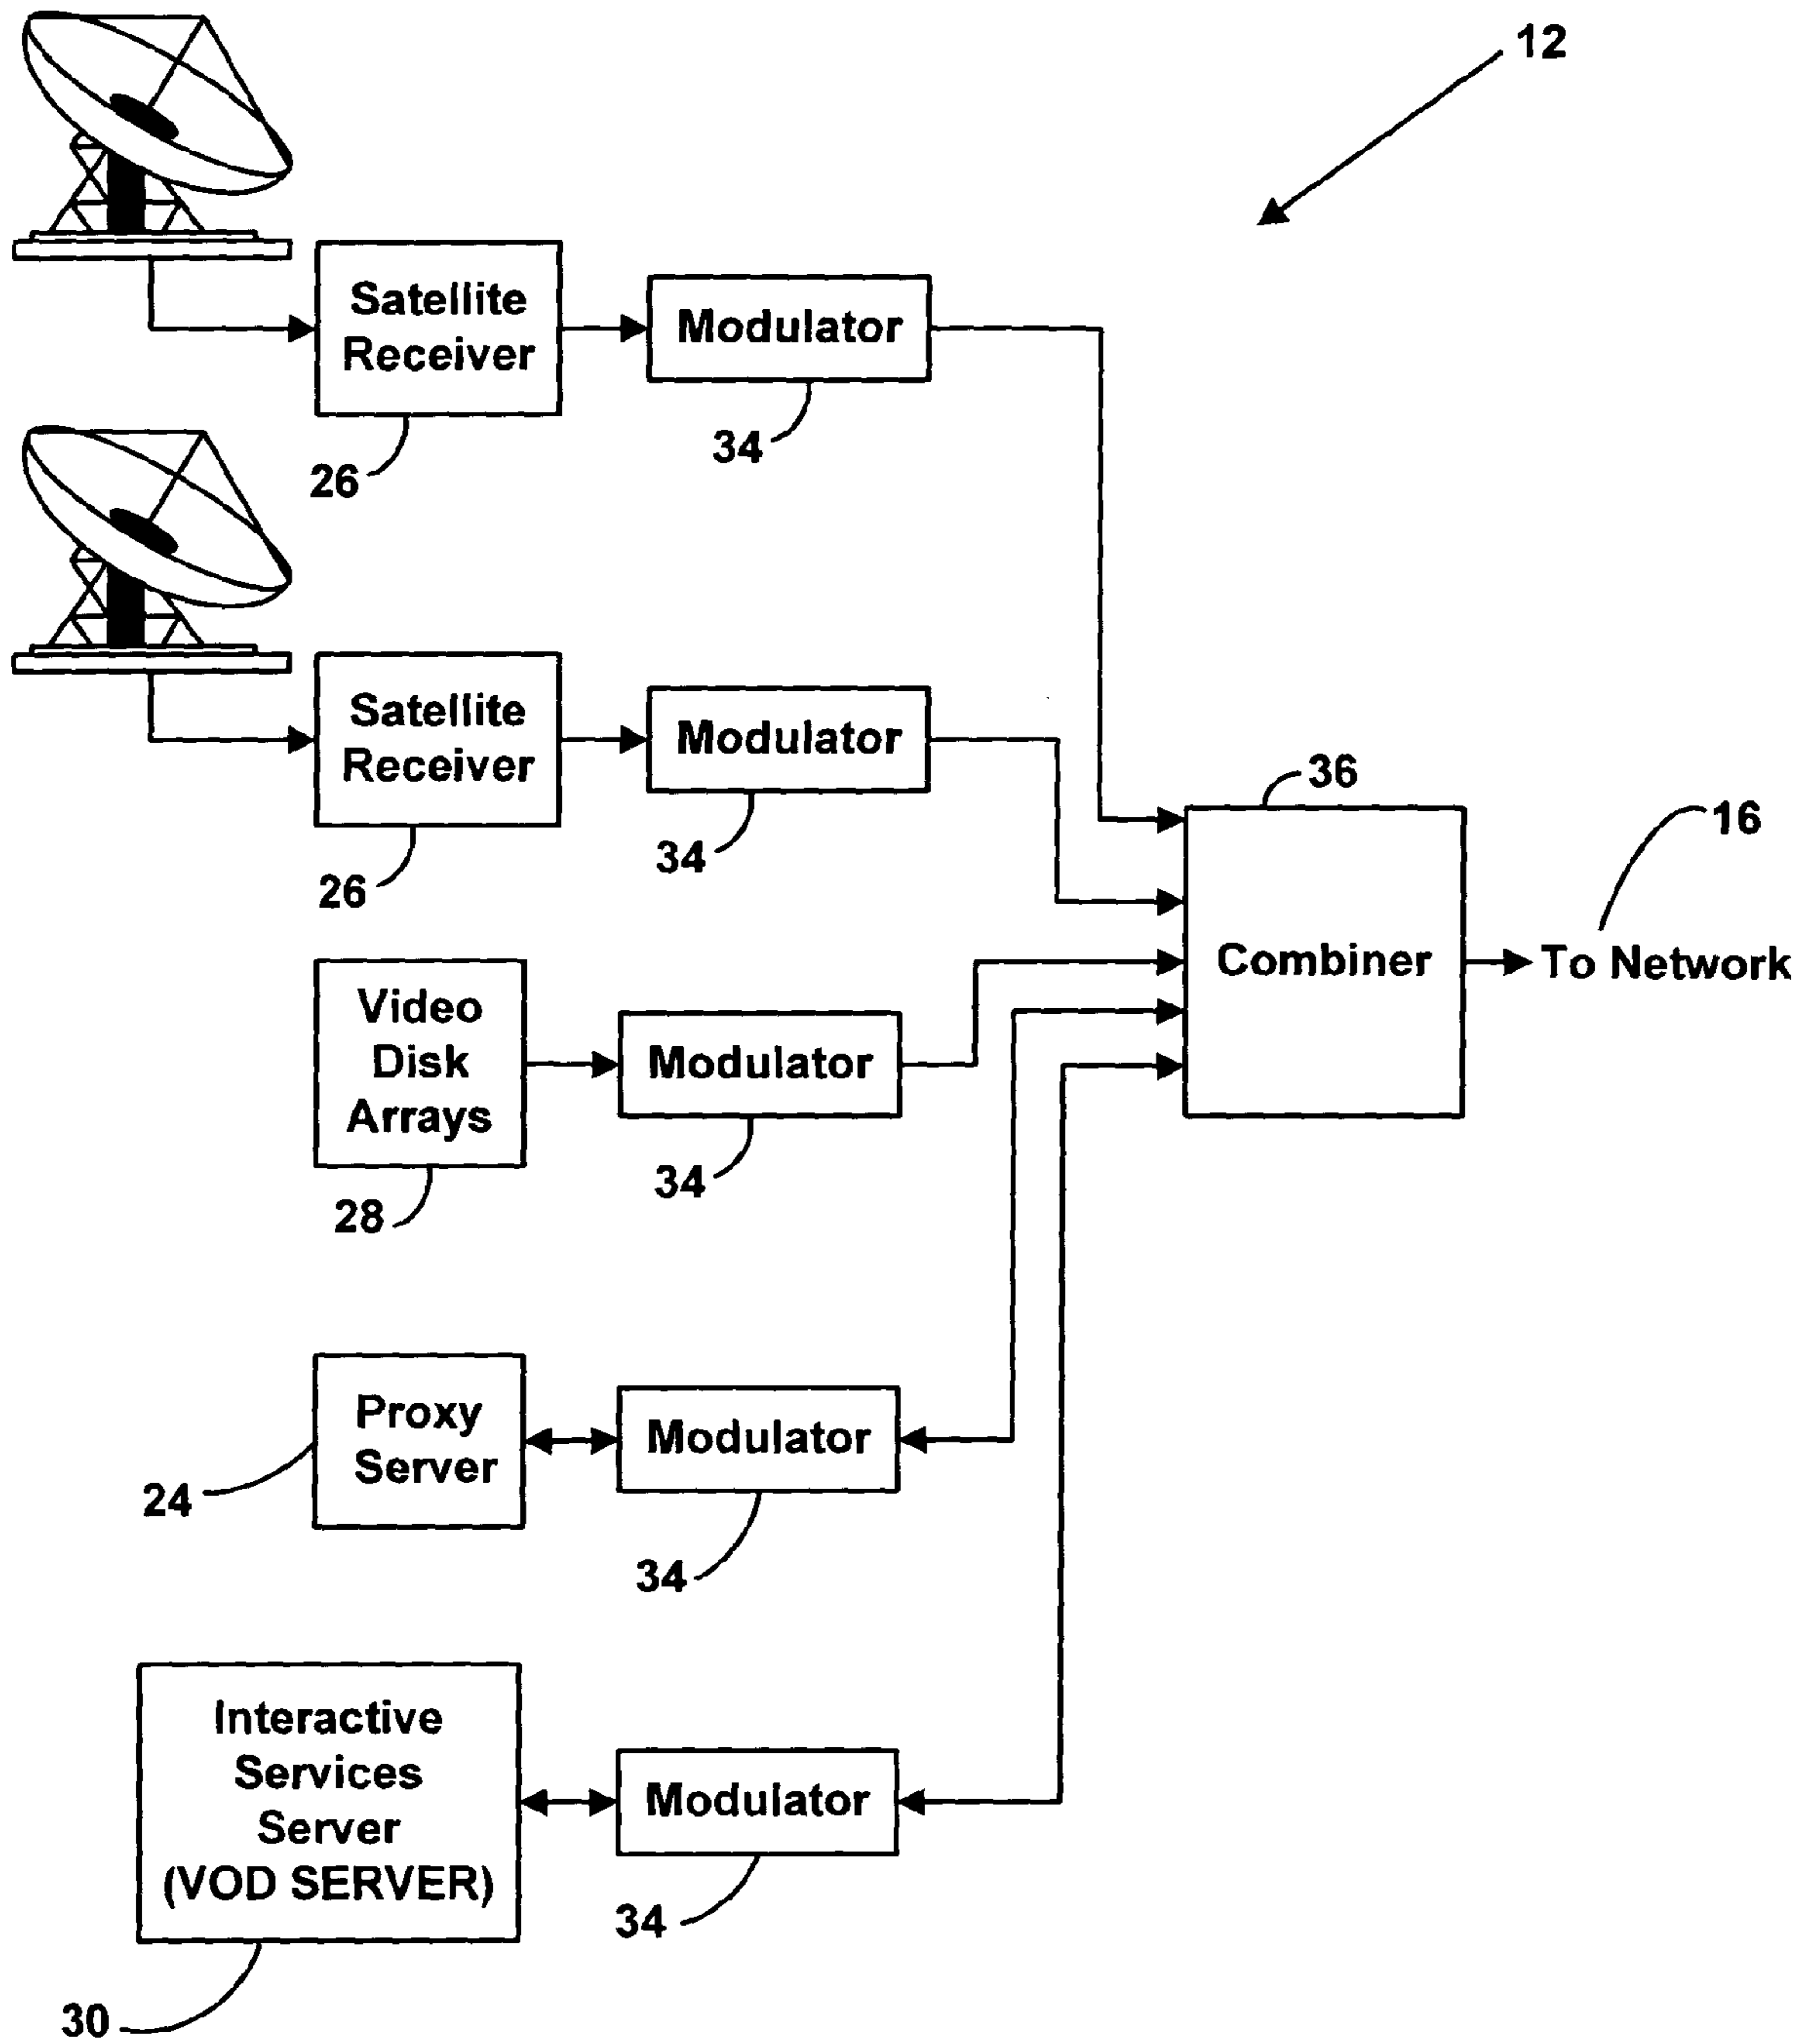 12
Satellite
Receiver
Modulator
34
26
Satellite
Receiver
Modulator
34
26
36
16
Combiner
To Network
Video
Disk
Arrays
Modulator
34
28
Proxy
Server
Modulator
24
34
Interactive
Services
Server
(VOD SERVER)
Modulator
34
30